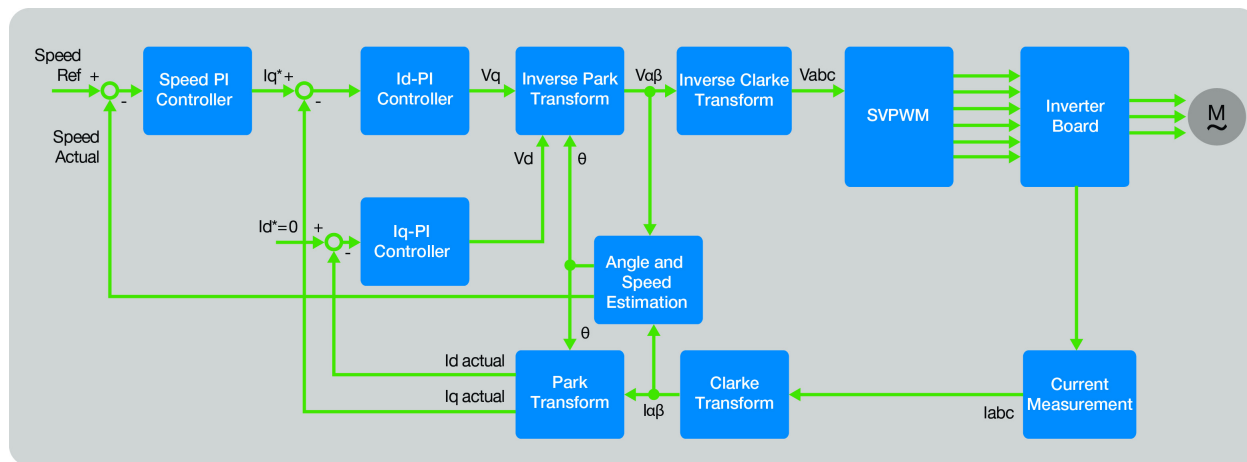 Speed
Ref
+
-
Speed PI
Controller
Iq*+
-
Id-PI
Controller
Vq
Inverse Park
Transform
Vαβ
Inverse Clarke
Transform
Vabc
SVPWM
Inverter
Board
M
~
Speed
Actual
Vd
θ
Id*=0
+
-
Iq-PI
Controller
Angle and
Speed
Estimation
θ
Id actual
Iq actual
Park
Transform
Iαβ
Clarke
Transform
Iabc
Current
Measurement